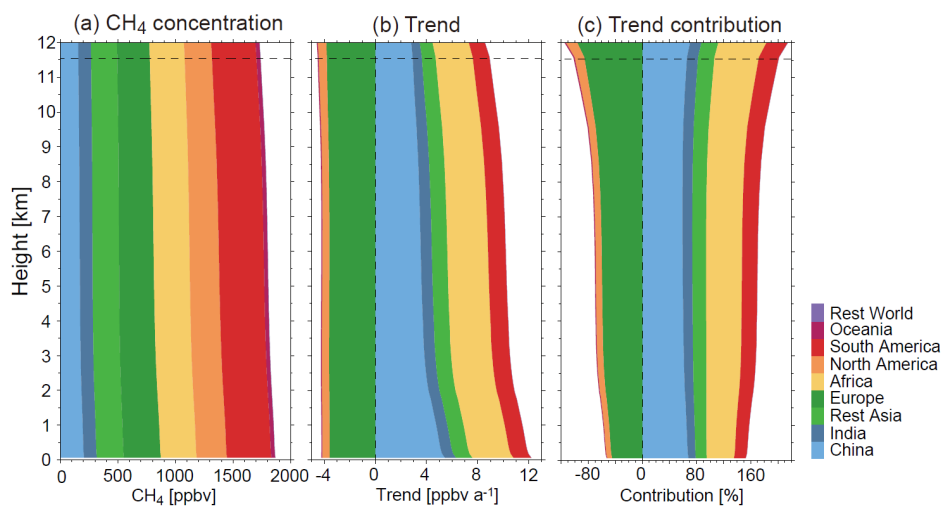 (a) CH4 concentration
(b) Trend
(c) Trend contribution
Height [km]
12
11
10
9
8
7
6
5
4
3
2
1
0
0 500 1000 1500 2000
CH4 [ppbv]
-4 0 4 8 12
Trend [ppbv a-1]
-80 0 80 160
Contribution [%]
Rest World
Oceania
South America
North America
Africa
Europe
Rest Asia
India
China